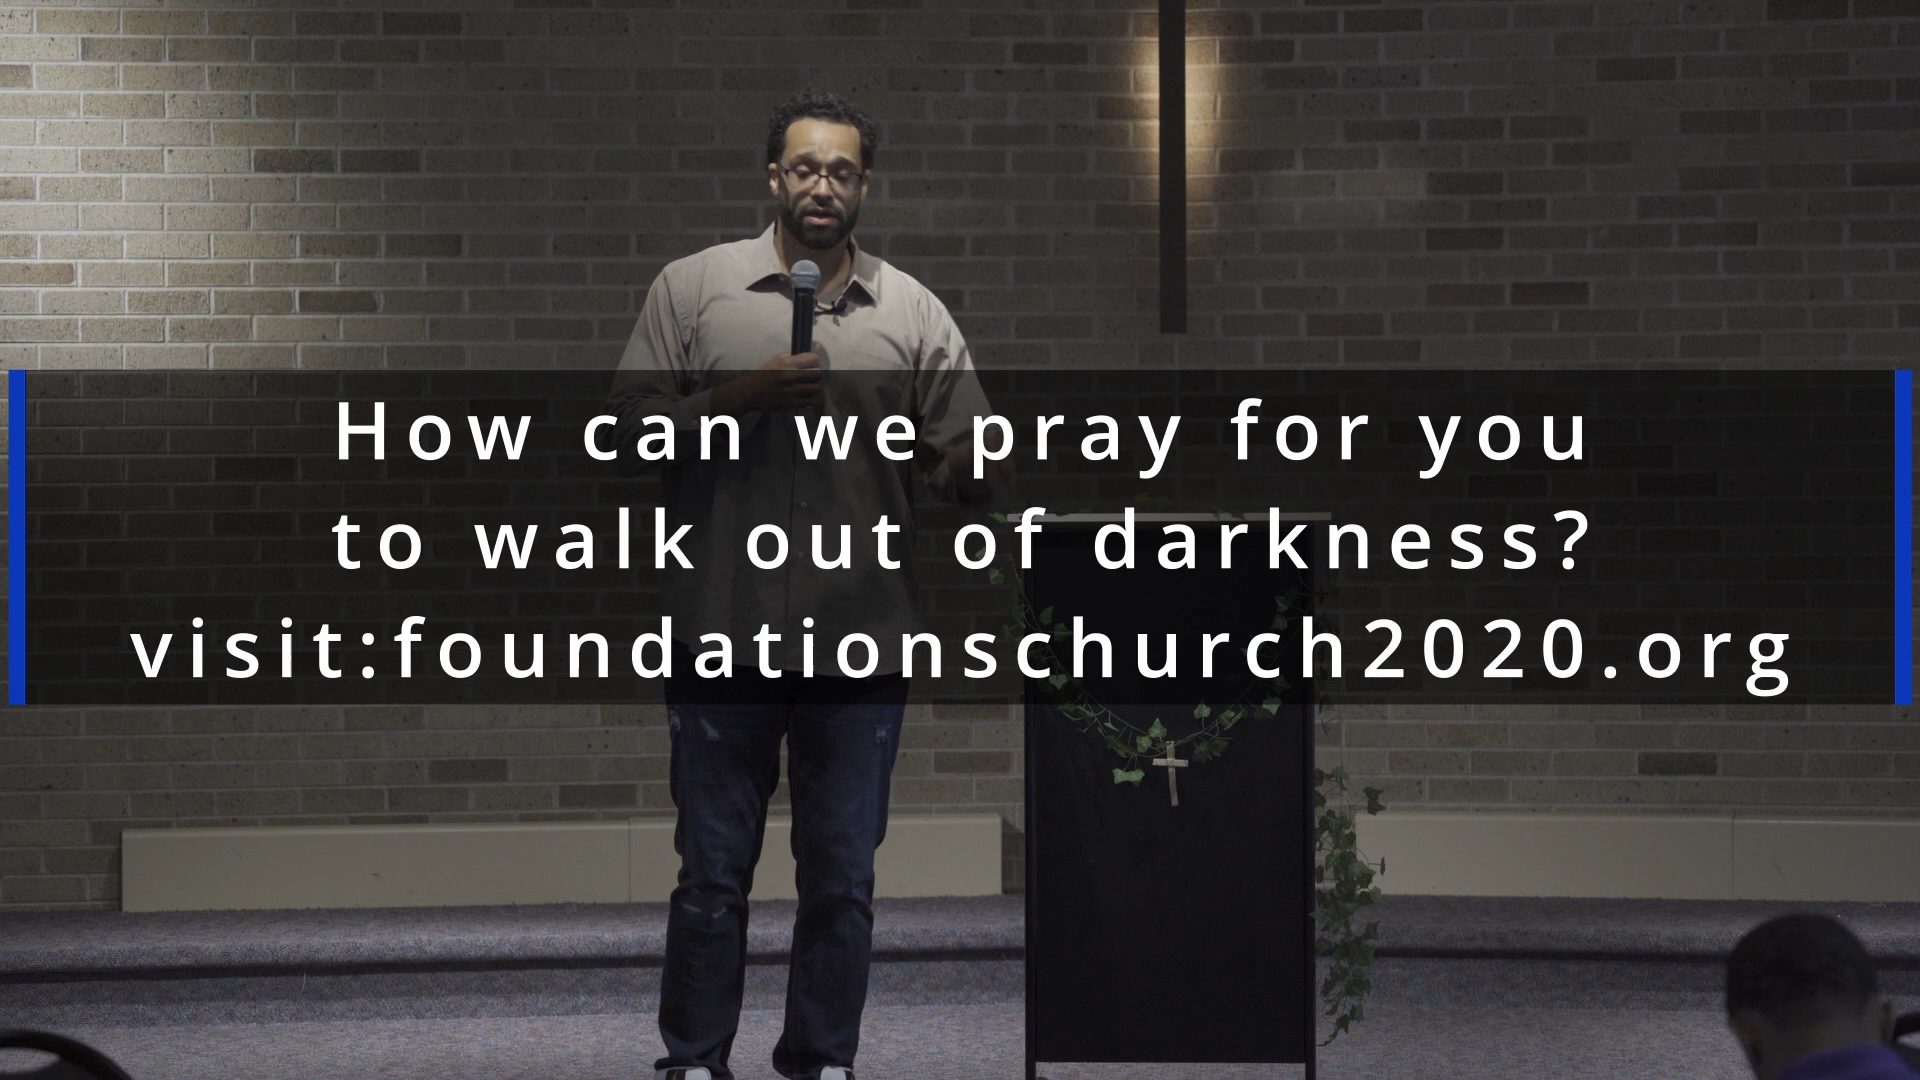 How can we pray for you
to walk out of darkness?
visit:foundationschurch2020.org